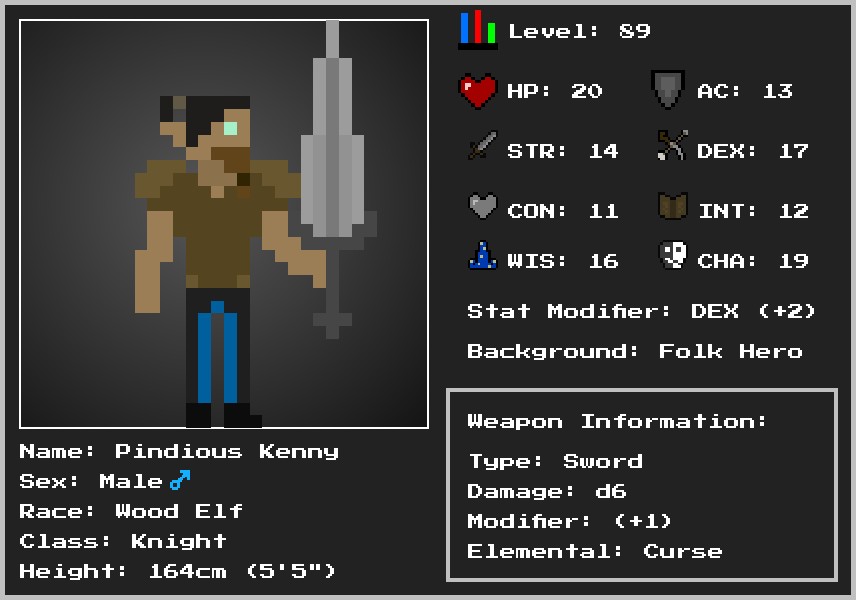 Level: 89
HP: 20
AC: 13
STR: 14
DEX: 17
CON: 11
INT: 12
WIS: 16
CHA: 19
Stat Modifier: DEX (+2)
Background: Folk Hero
Weapon Information:
Type: Sword
Damage: d6
Modifier: (+1)
Elemental: Curse
Name: Pindious Kenny
Sex: Male♂
Race: Wood Elf
Class: Knight
Height: 164cm (5'5")